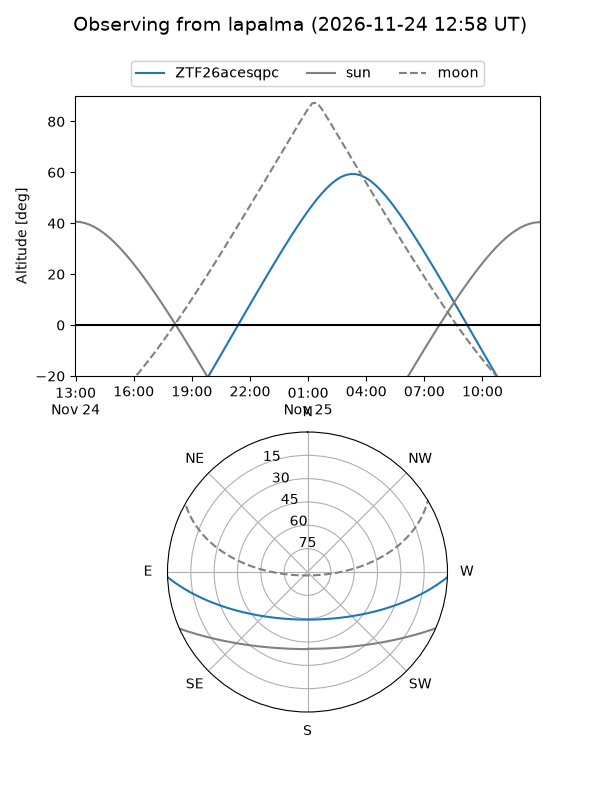 Observing from lapalma (2026-11-24 12:58 UT)
ZTF26acesqpc sun moon
Altitude [deg]
80
60
40
20
0
−20
13:00 16:00 19:00 22:00 01:00 04:00 07:00 10:00
Nov 24 Nov 25
N
NE NW
15
30
45
60
75
E W
SE SW
S